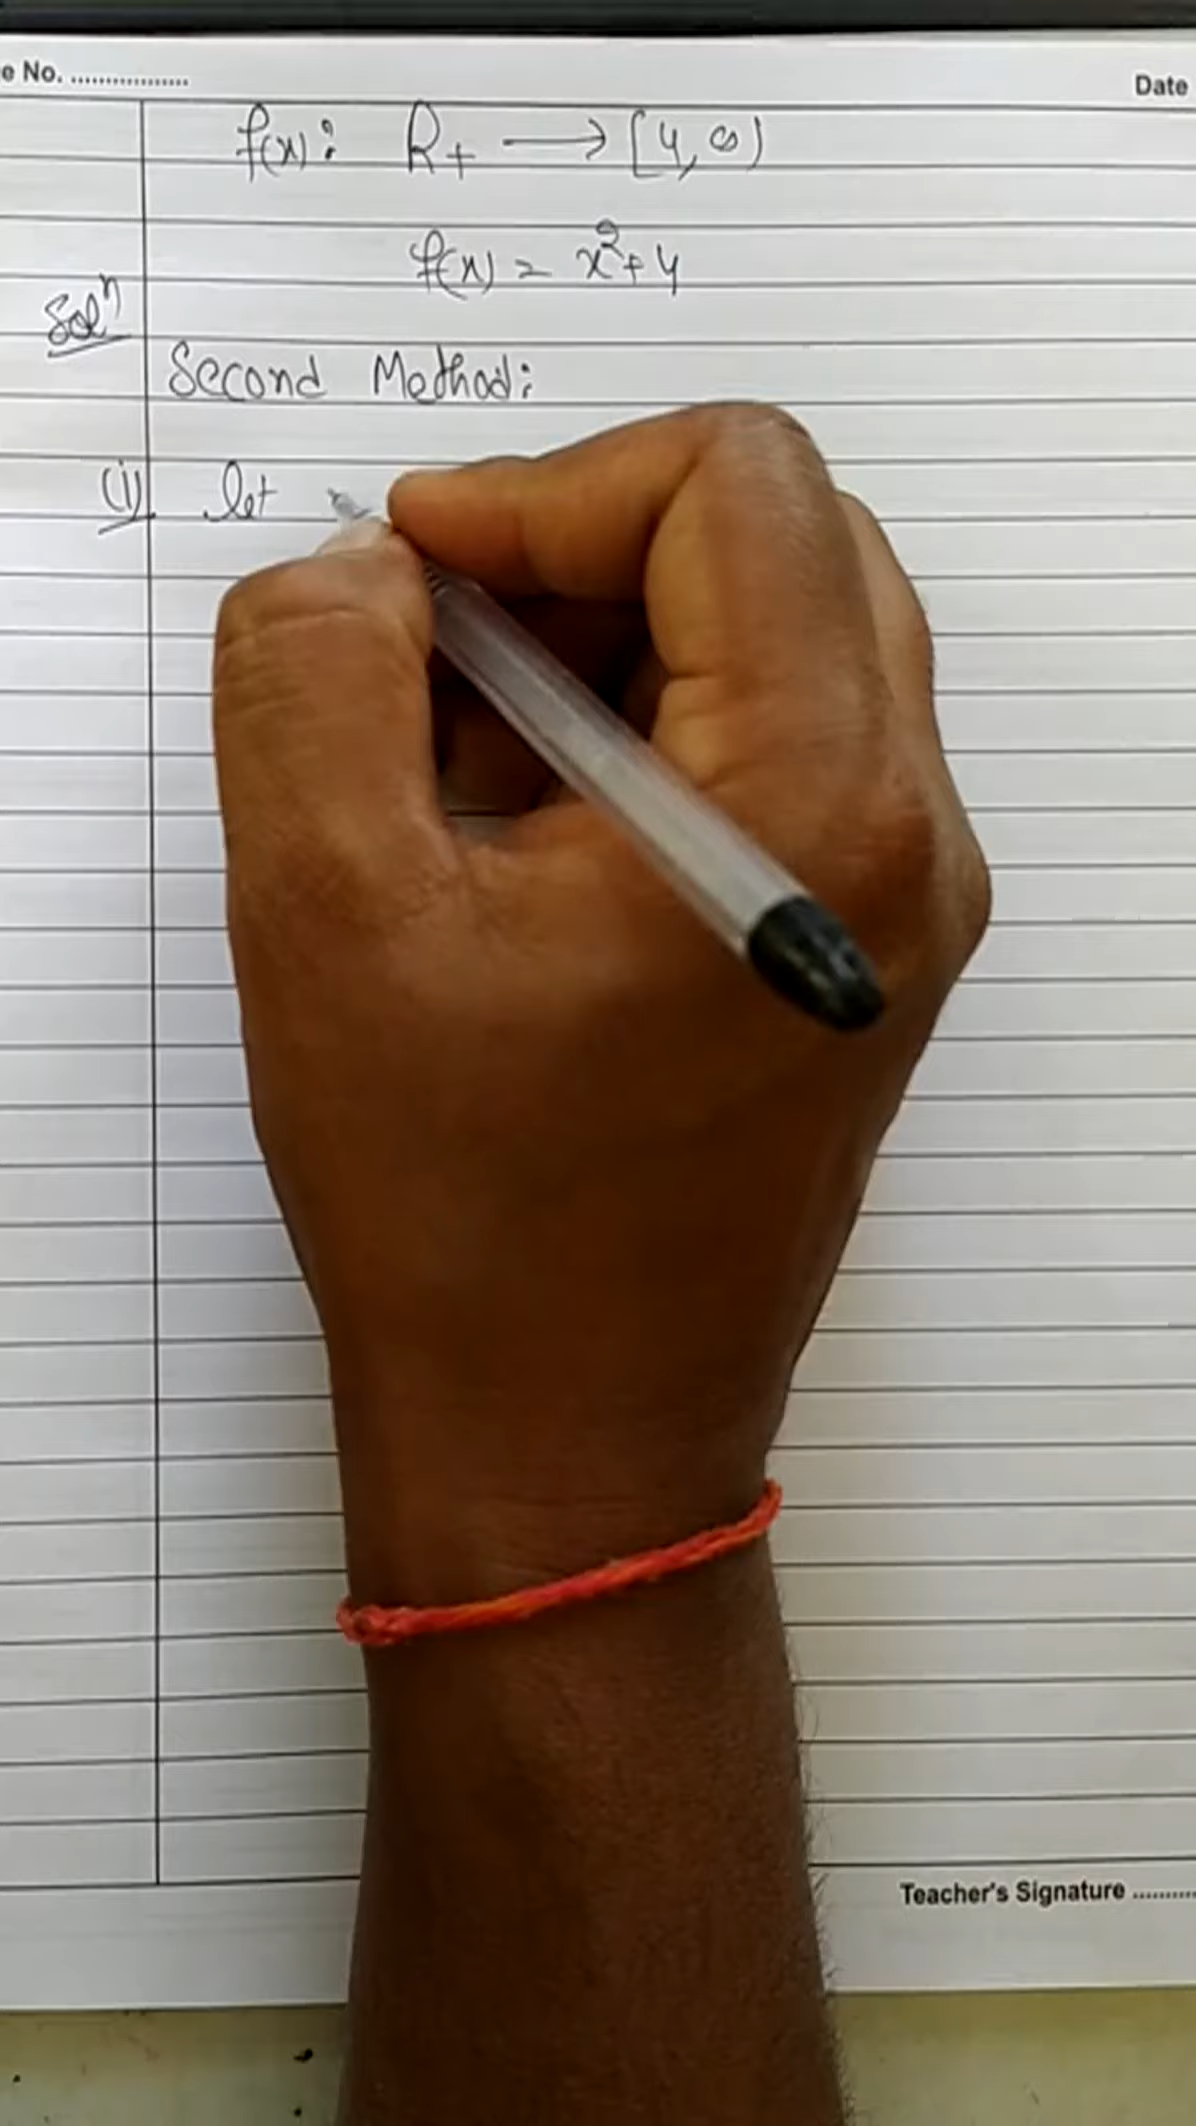 e No. .................
Date
f(x): R+ ⟶ [4, ∞)
f(x) = x²+4
Solⁿ
Second Method:
(i) let
Teacher's Signature ..........